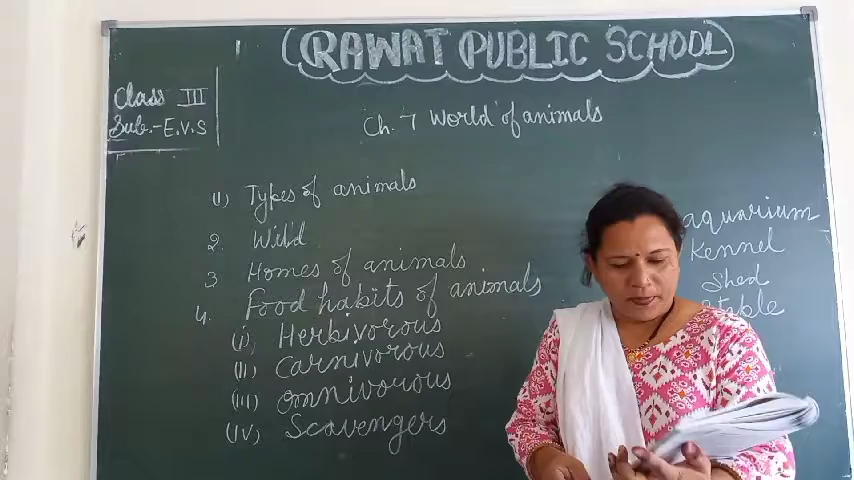 RAWAT PUBLIC SCHOOL
Class III
Sub.-E.V.S
Ch. 7 World of animals
(1) Types of animals
2. Wild
3 Homes of animals
4. Food habits of animals
(i) Herbivorous
(II) Carnivorous
(III) Omnivorous
(IV) Scavengers
aquarium
Kennel
Shed
Stable